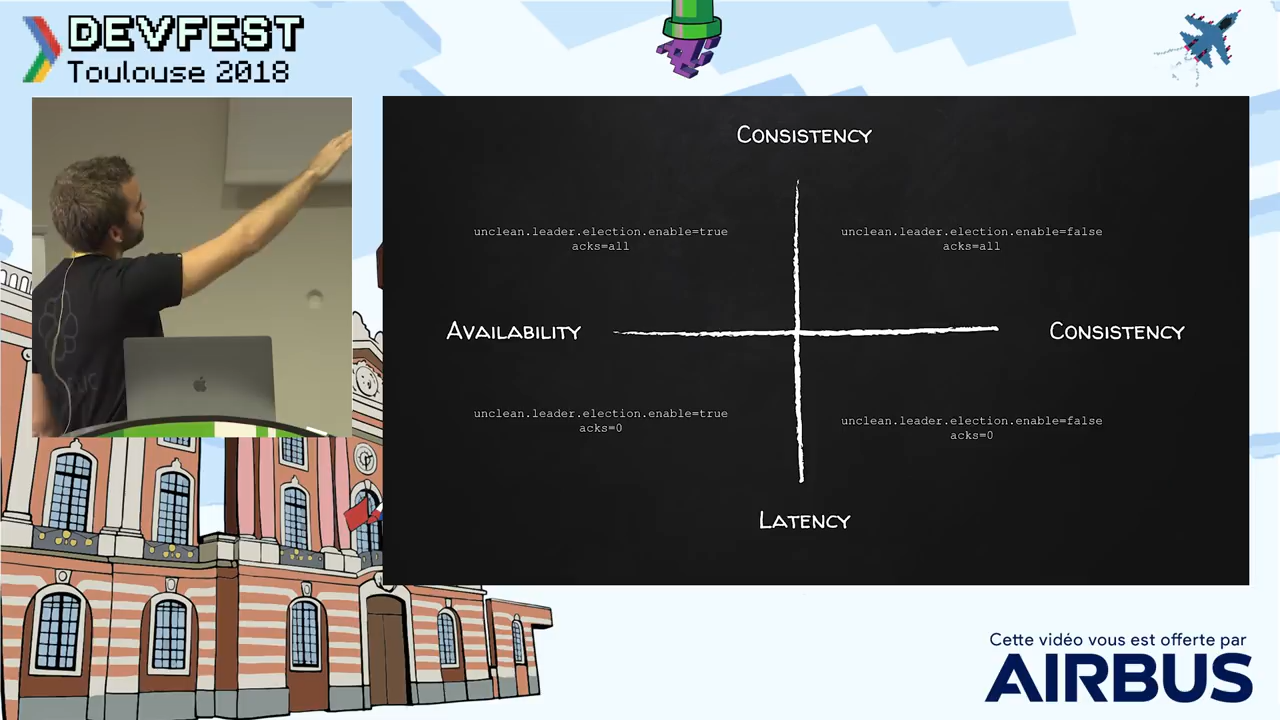 DEVFEST
Toulouse 2018
CONSISTENCY
unclean.leader.election.enable=true
acks=all
unclean.leader.election.enable=false
acks=all
AVAILABILITY
CONSISTENCY
unclean.leader.election.enable=true
acks=0
unclean.leader.election.enable=false
acks=0
LATENCY
Cette vidéo vous est offerte par
AIRBUS